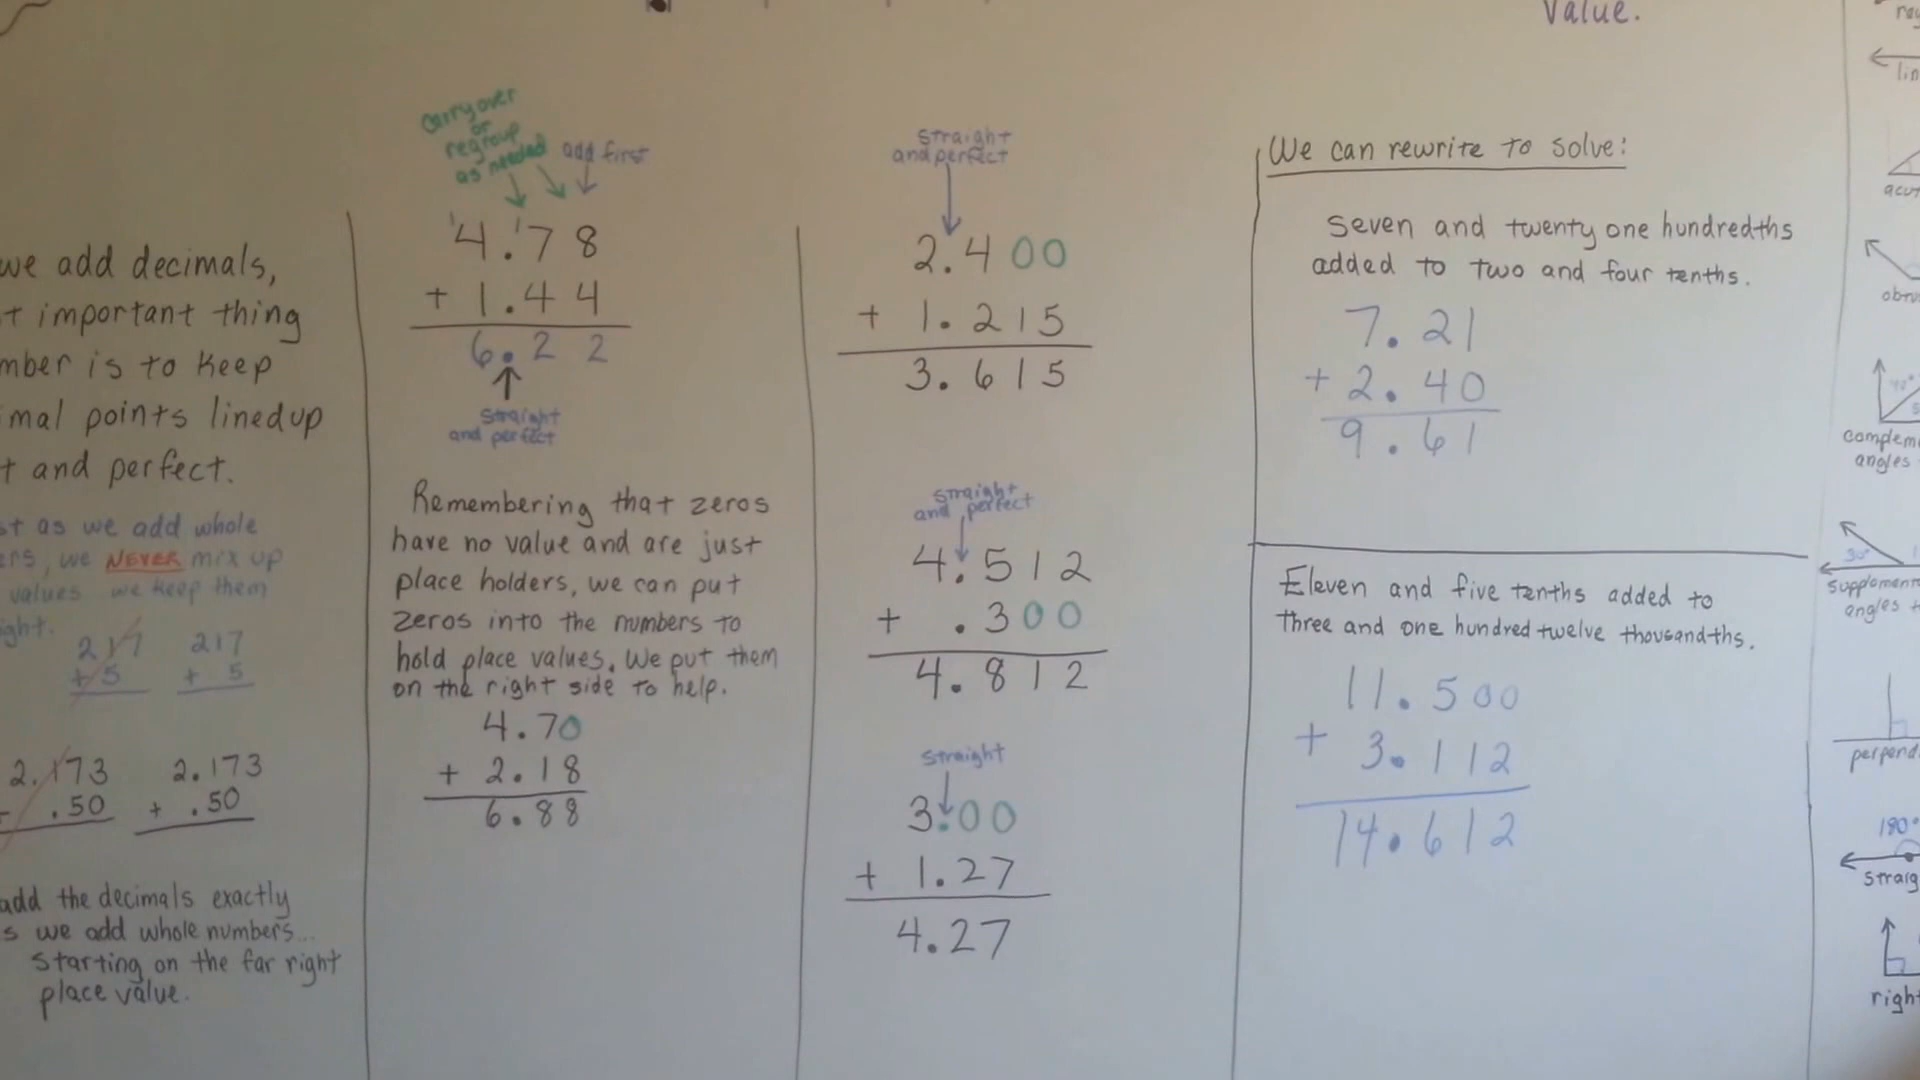 value.
we add decimals,
t important thing
mber is to keep
mal points lined up
t and perfect.
st as we add whole
ers, we NEVER mix up
values we keep them
ight.
217 217
+ 5 + 5
2.173 2.173
.50 + .50
add the decimals exactly
s we add whole numbers...
starting on the far right
place value.
carry over
or
regroup
as needed
add first
4.78
+ 1.44
6.22
straight
and perfect
Remembering that zeros
have no value and are just
place holders, we can put
zeros into the numbers to
hold place values. We put them
on the right side to help.
4.70
+ 2.18
6.88
straight
and perfect
2.400
+ 1.215
3.615
straight
and perfect
4.512
+ .300
4.812
straight
3.00
+ 1.27
4.27
We can rewrite to solve:
Seven and twenty one hundredths
added to two and four tenths.
7.21
+ 2.40
9.61
Eleven and five tenths added to
three and one hundred twelve thousandths.
11.500
+ 3.112
14.612
ray
lin
acut
obtu
complem
angles
supplement
angles
perpend
180°
straig
right